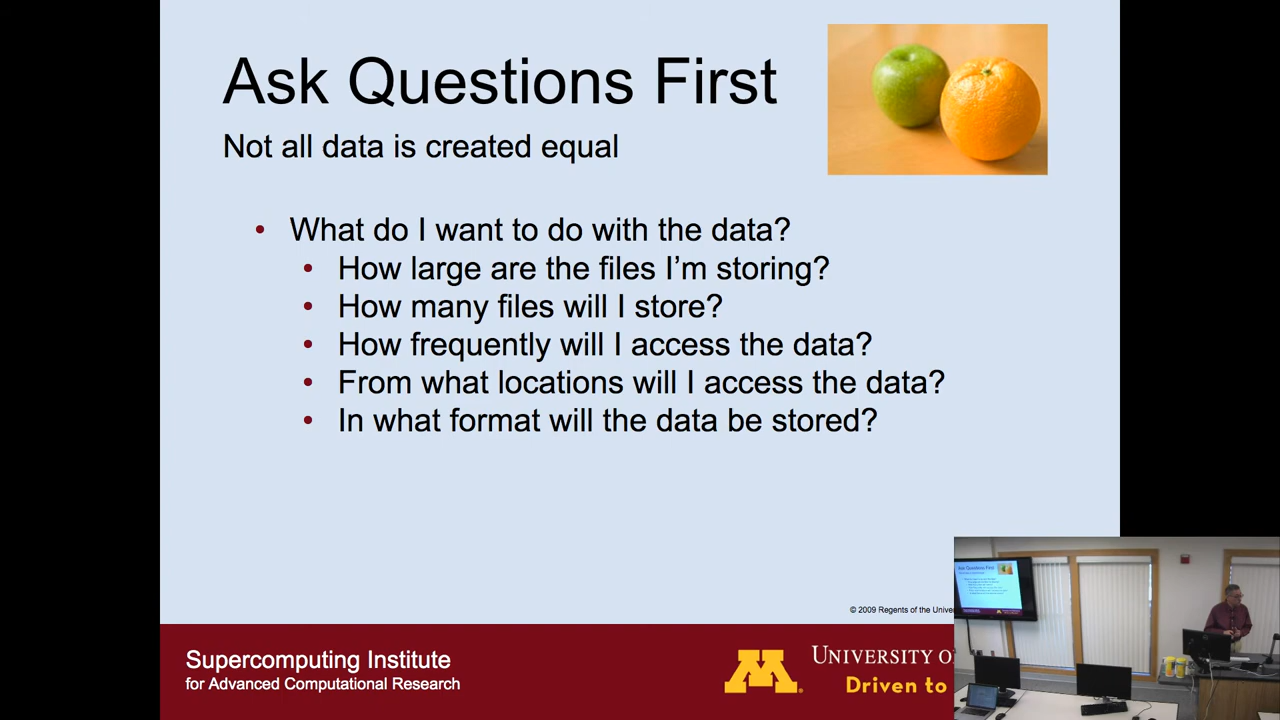 Ask Questions First
Not all data is created equal
• What do I want to do with the data?
• How large are the files I'm storing?
• How many files will I store?
• How frequently will I access the data?
• From what locations will I access the data?
• In what format will the data be stored?
© 2009 Regents of the
Supercomputing Institute
for Advanced Computational Research
M
UNIVERSITY
Driven to
Ask Questions First